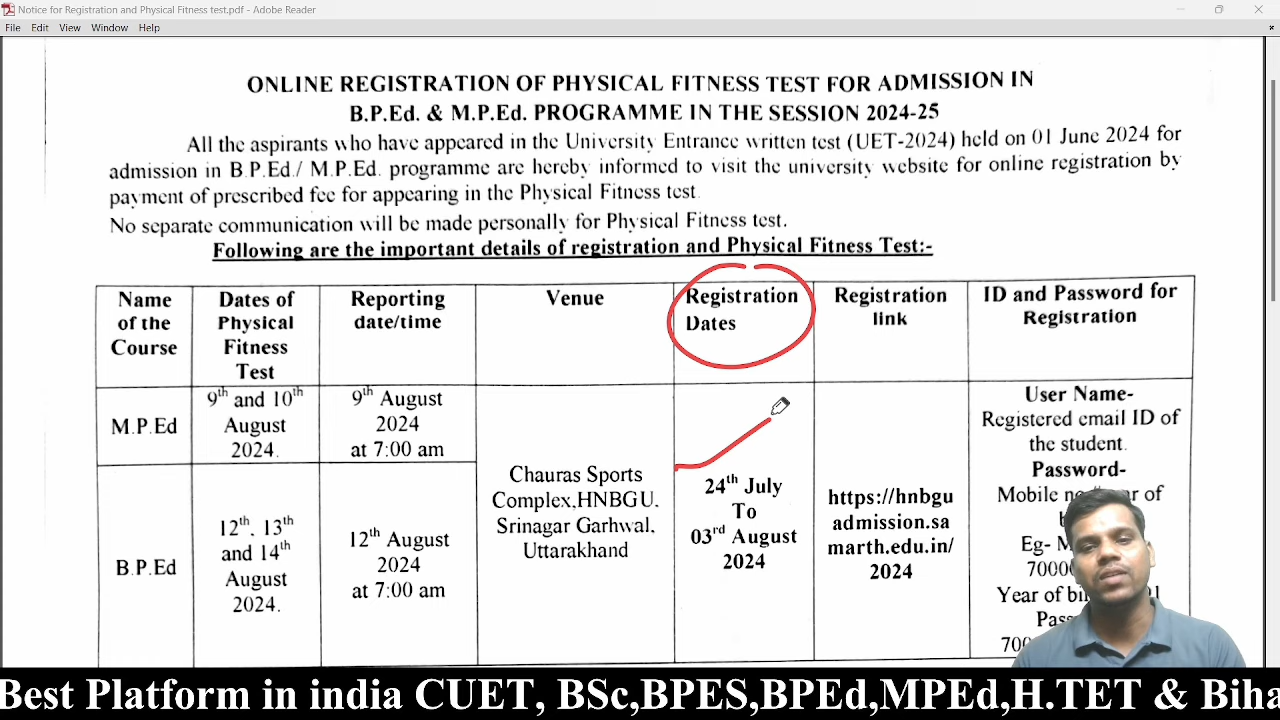 Notice for Registration and Physical Fitness test.pdf - Adobe Reader
File Edit View Window Help
ONLINE REGISTRATION OF PHYSICAL FITNESS TEST FOR ADMISSION IN
B.P.Ed. & M.P.Ed. PROGRAMME IN THE SESSION 2024-25
All the aspirants who have appeared in the University Entrance written test (UET-2024) held on 01 June 2024 for
admission in B.P.Ed./ M.P.Ed. programme are hereby informed to visit the university website for online registration by
payment of prescribed fee for appearing in the Physical Fitness test.
No separate communication will be made personally for Physical Fitness test.
Following are the important details of registration and Physical Fitness Test:-
Name
of the
Course
Dates of
Physical
Fitness
Test
Reporting
date/time
Venue
Registration
Dates
Registration
link
ID and Password for
Registration
M.P.Ed
9th and 10th
August
2024.
9th August
2024
at 7:00 am
Chauras Sports
Complex,HNBGU,
Srinagar Garhwal,
Uttarakhand
24th July
To
03rd August
2024
https://hnbgu
admission.sa
marth.edu.in/
2024
User Name-
Registered email ID of
the student.
Password-
Mobile of
Eg-
Year of
B.P.Ed
12th, 13th
and 14th
August
2024.
12th August
2024
at 7:00 am
Best Platform in india CUET, BSc,BPES,BPEd,MPEd,H.TET & Biha